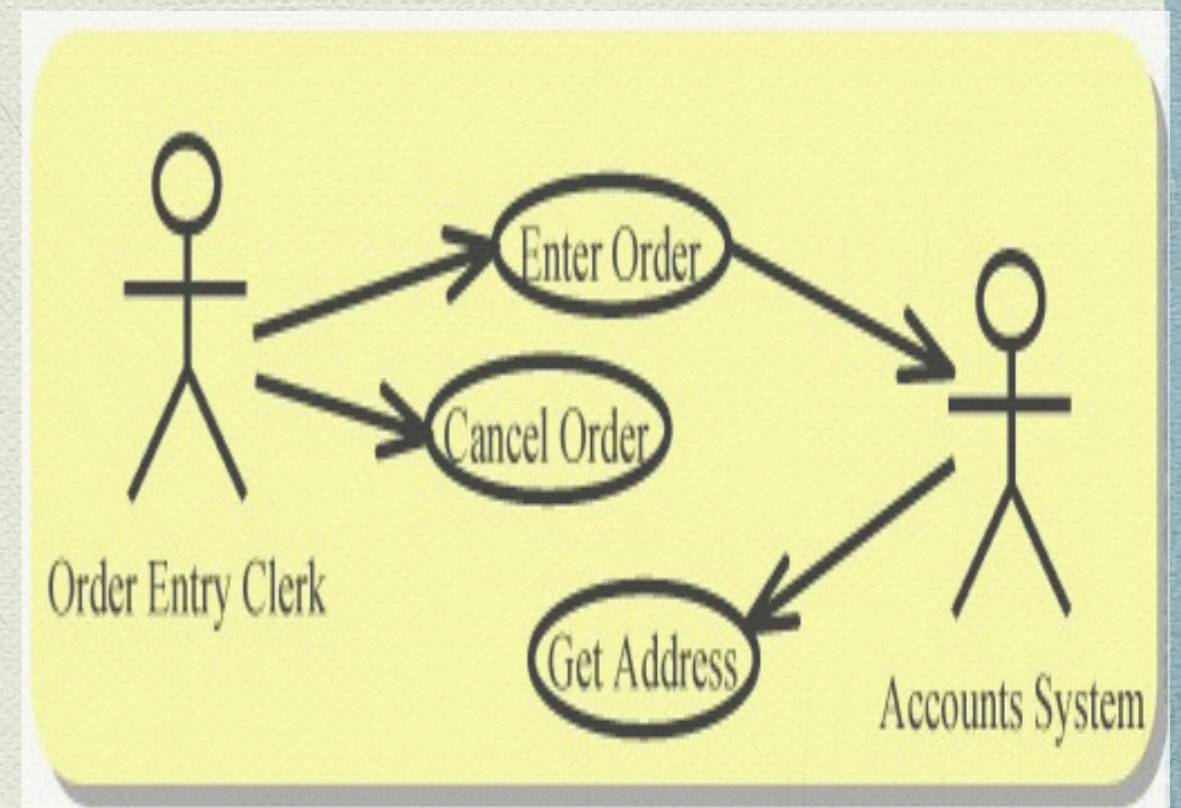 Enter Order
Cancel Order
Order Entry Clerk
Get Address
Accounts System